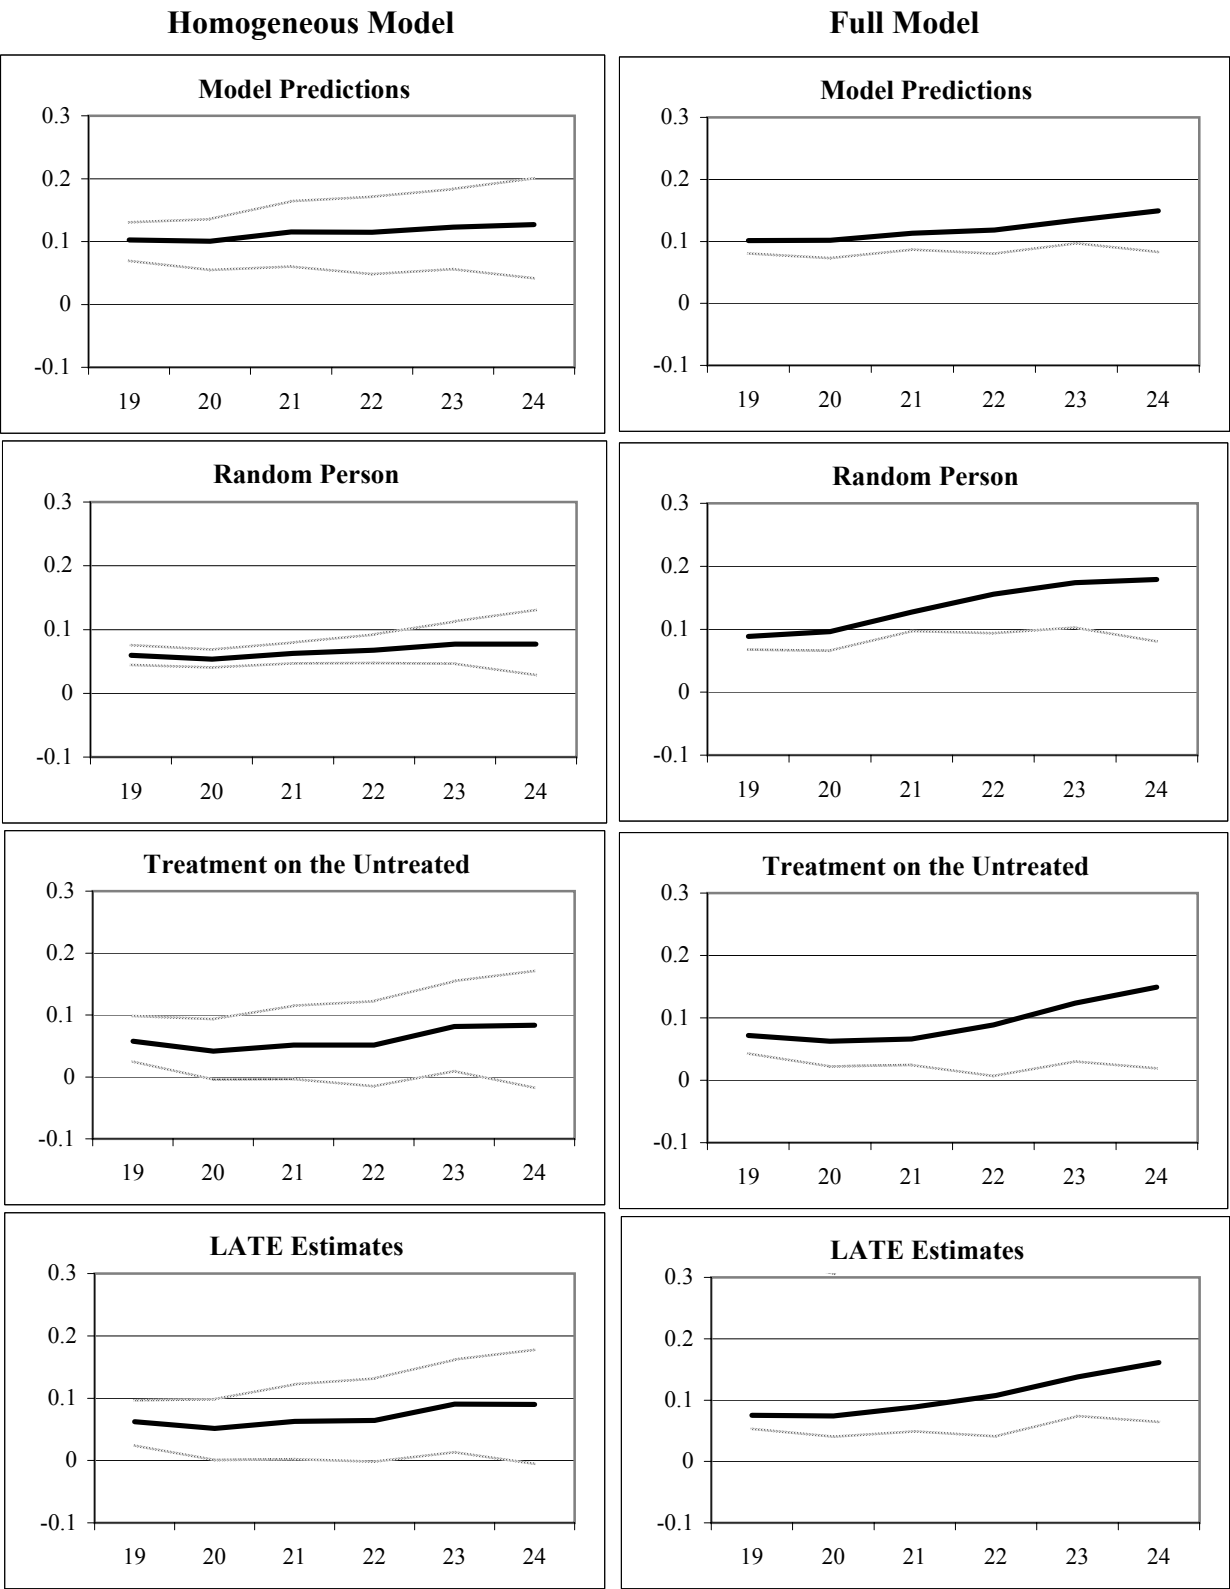 Homogeneous Model
Full Model
Model Predictions
0.3
0.2
0.1
0
-0.1
19 20 21 22 23 24
Model Predictions
0.3
0.2
0.1
0
-0.1
19 20 21 22 23 24
Random Person
0.3
0.2
0.1
0
-0.1
19 20 21 22 23 24
Random Person
0.3
0.2
0.1
0
-0.1
19 20 21 22 23 24
Treatment on the Untreated
0.3
0.2
0.1
0
-0.1
19 20 21 22 23 24
Treatment on the Untreated
0.3
0.2
0.1
0
-0.1
19 20 21 22 23 24
LATE Estimates
0.3
0.2
0.1
0
-0.1
19 20 21 22 23 24
LATE Estimates
0.3
0.2
0.1
0
-0.1
19 20 21 22 23 24